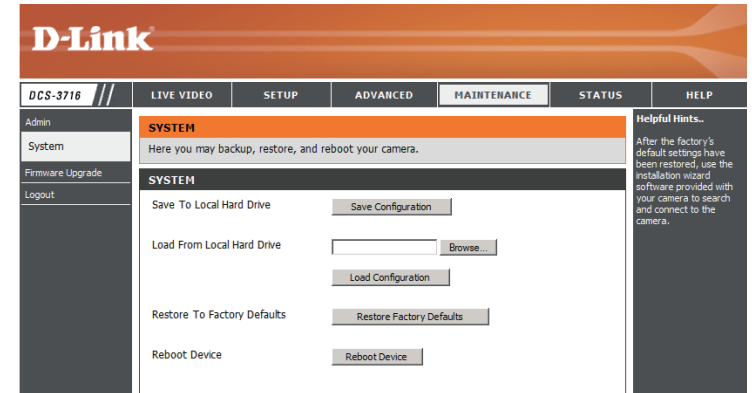 D-Link
DCS-3716 //
LIVE VIDEO
SETUP
ADVANCED
MAINTENANCE
STATUS
HELP
Admin
System
Firmware Upgrade
Logout
SYSTEM
Here you may backup, restore, and reboot your camera.
SYSTEM
Save To Local Hard Drive
Save Configuration
Load From Local Hard Drive
Browse...
Load Configuration
Restore To Factory Defaults
Restore Factory Defaults
Reboot Device
Reboot Device
Helpful Hints..
After the factory's
default settings have
been restored, use the
installation wizard
software provided with
your camera to search
and connect to the
camera.